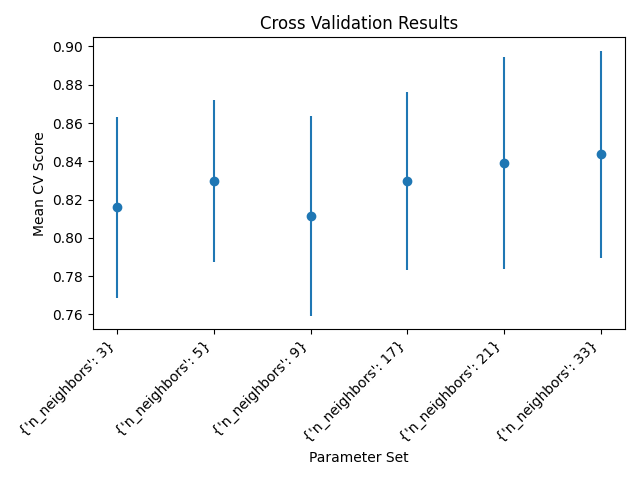 Cross Validation Results
Mean CV Score
0.90
0.88
0.86
0.84
0.82
0.80
0.78
0.76
{'n_neighbors': 3}
{'n_neighbors': 5}
{'n_neighbors': 9}
{'n_neighbors': 17}
{'n_neighbors': 21}
{'n_neighbors': 33}
Parameter Set